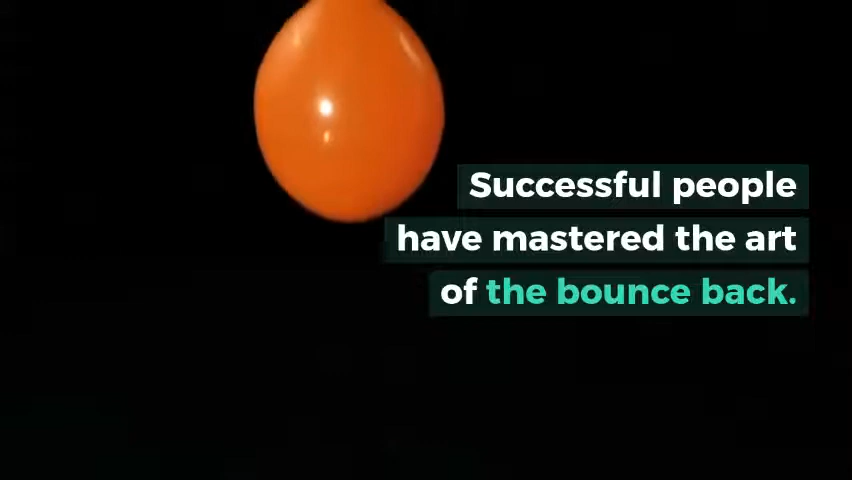 Successful people
have mastered the art
of the bounce back.